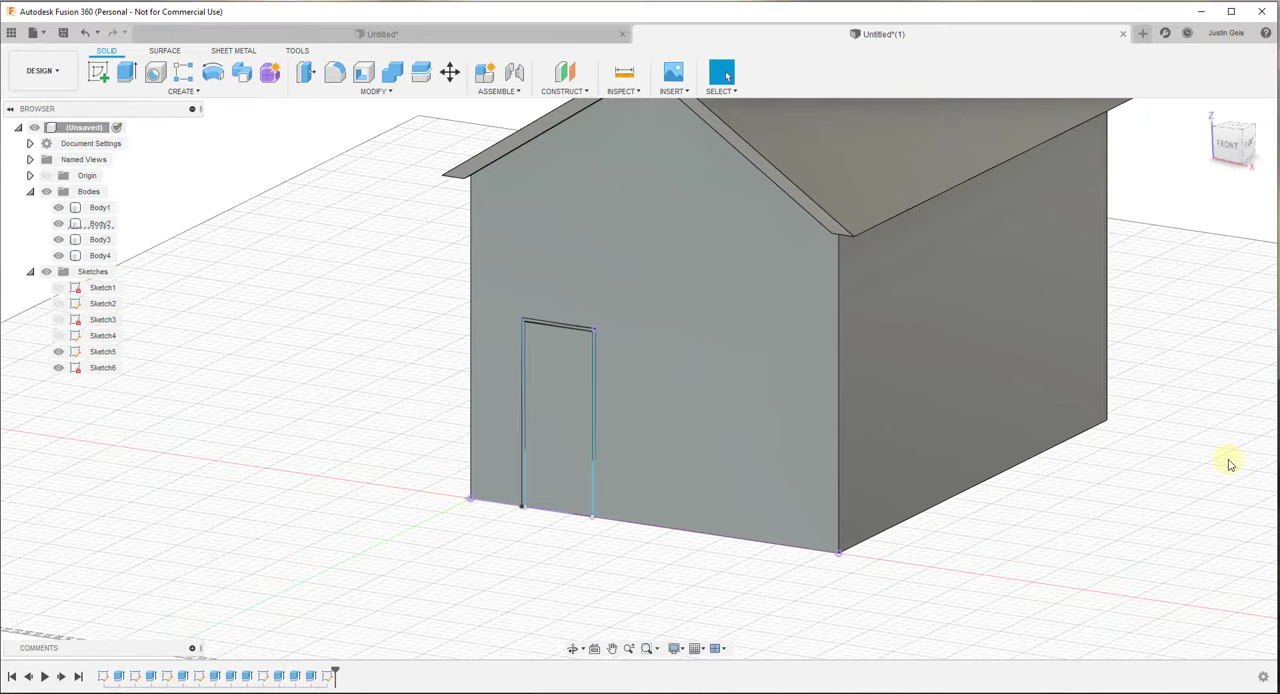 Autodesk Fusion 360 (Personal - Not for Commercial Use)
Untitled*
Untitled*(1)
Justin Geis
DESIGN
SOLID
SURFACE
SHEET METAL
TOOLS
CREATE
MODIFY
ASSEMBLE
CONSTRUCT
INSPECT
INSERT
SELECT
BROWSER
(Unsaved)
Document Settings
Named Views
Origin
Bodies
Body1
Body2
Body3
Body4
Sketches
Sketch1
Sketch2
Sketch3
Sketch4
Sketch5
Sketch6
Z
FRONT
X
COMMENTS